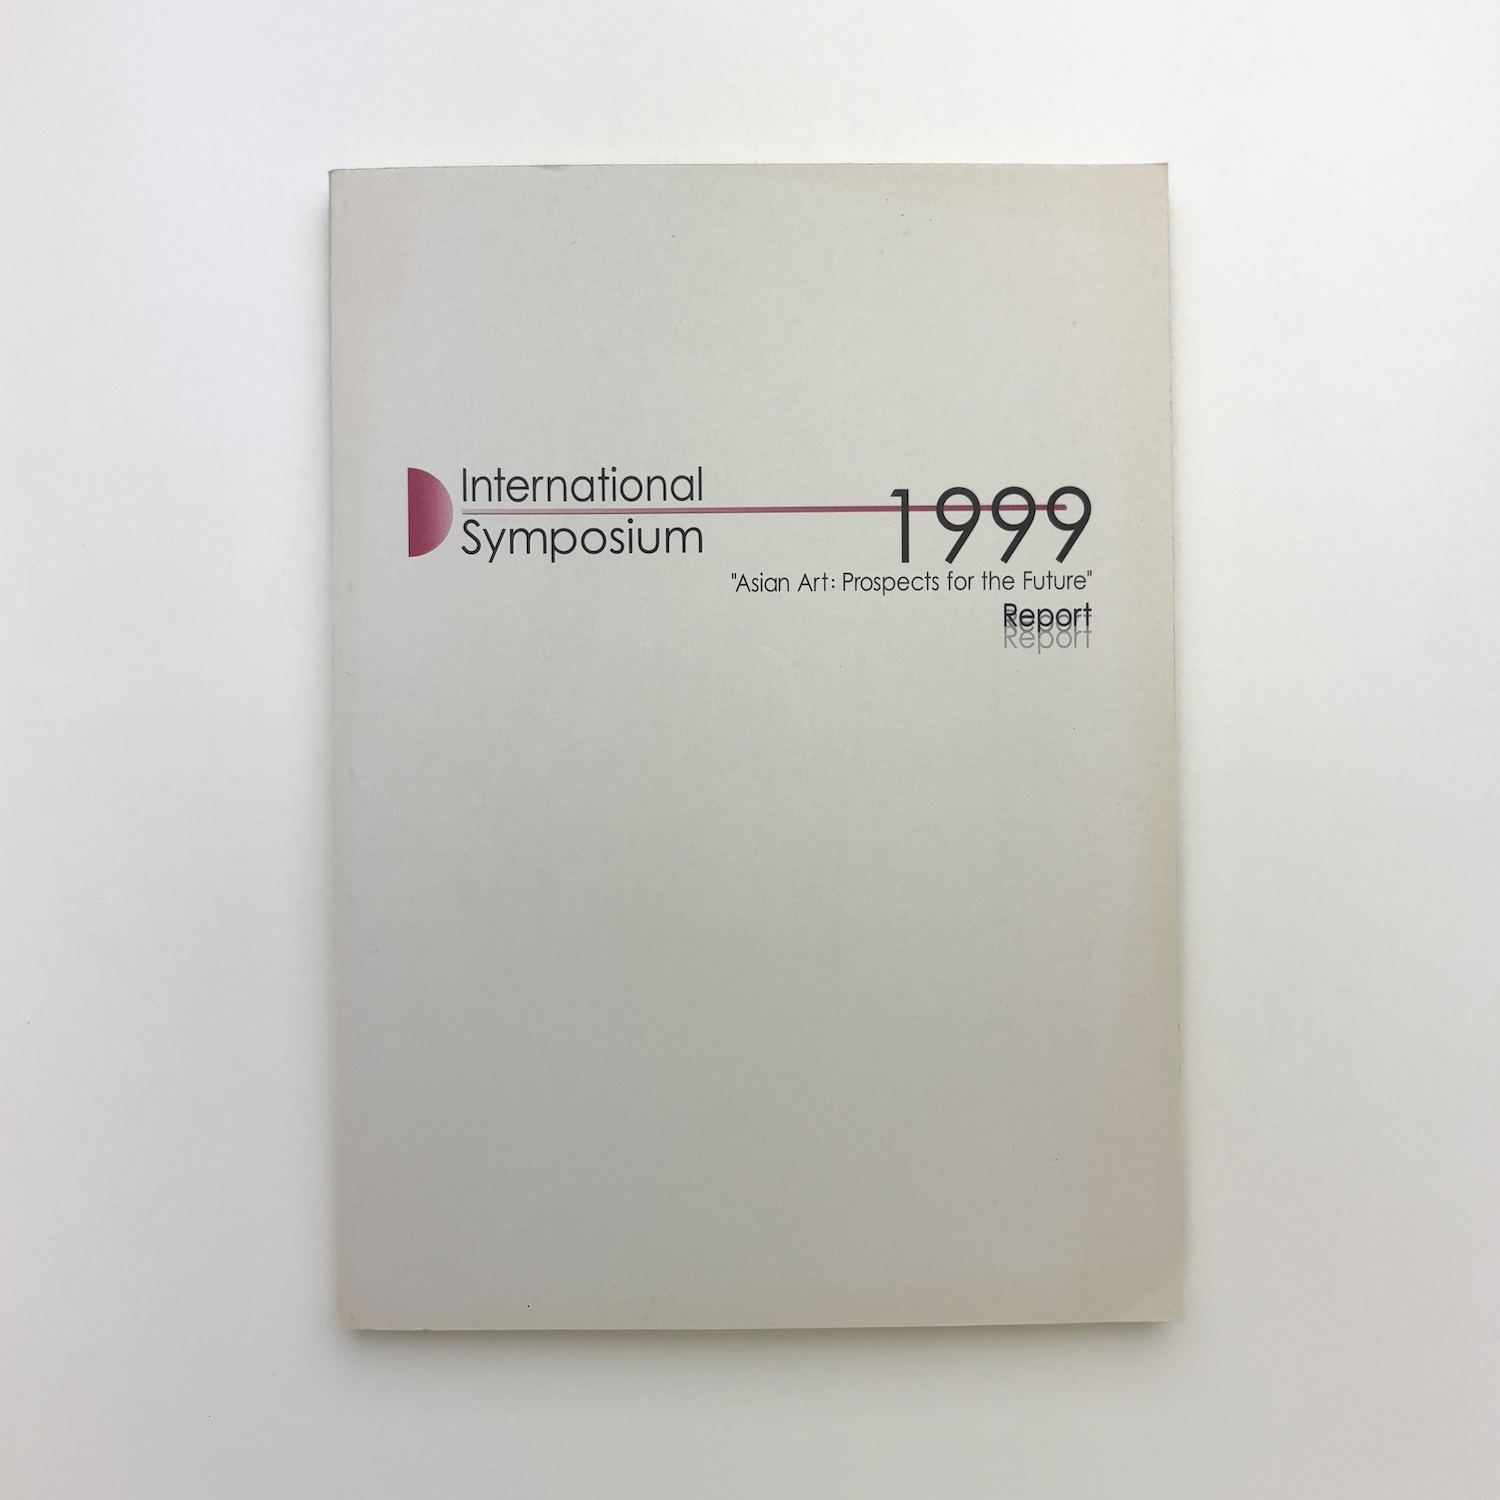 International
Symposium
1999
"Asian Art: Prospects for the Future"
Report
Report